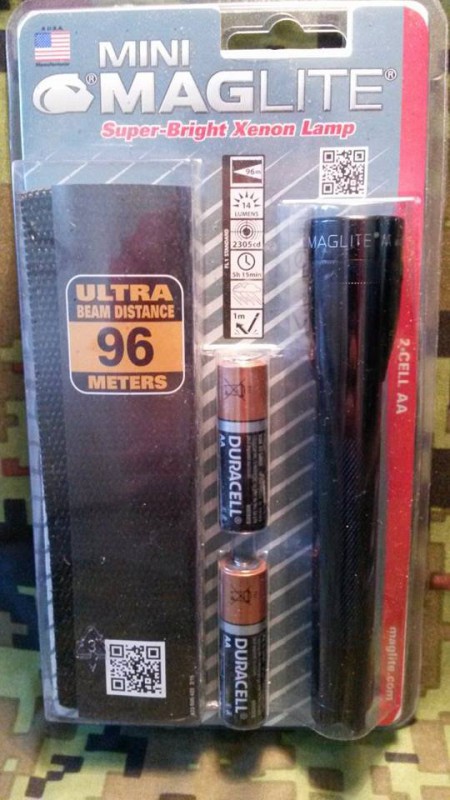 MINI
® MAGLITE®
Super-Bright Xenon Lamp
96m
14
LUMENS
2305cd
5h 15min
1m
MAGLITE® M
ULTRA
BEAM DISTANCE
96
METERS
2-CELL AA
DURACELL®
AA
DURACELL®
AA
maglite.com